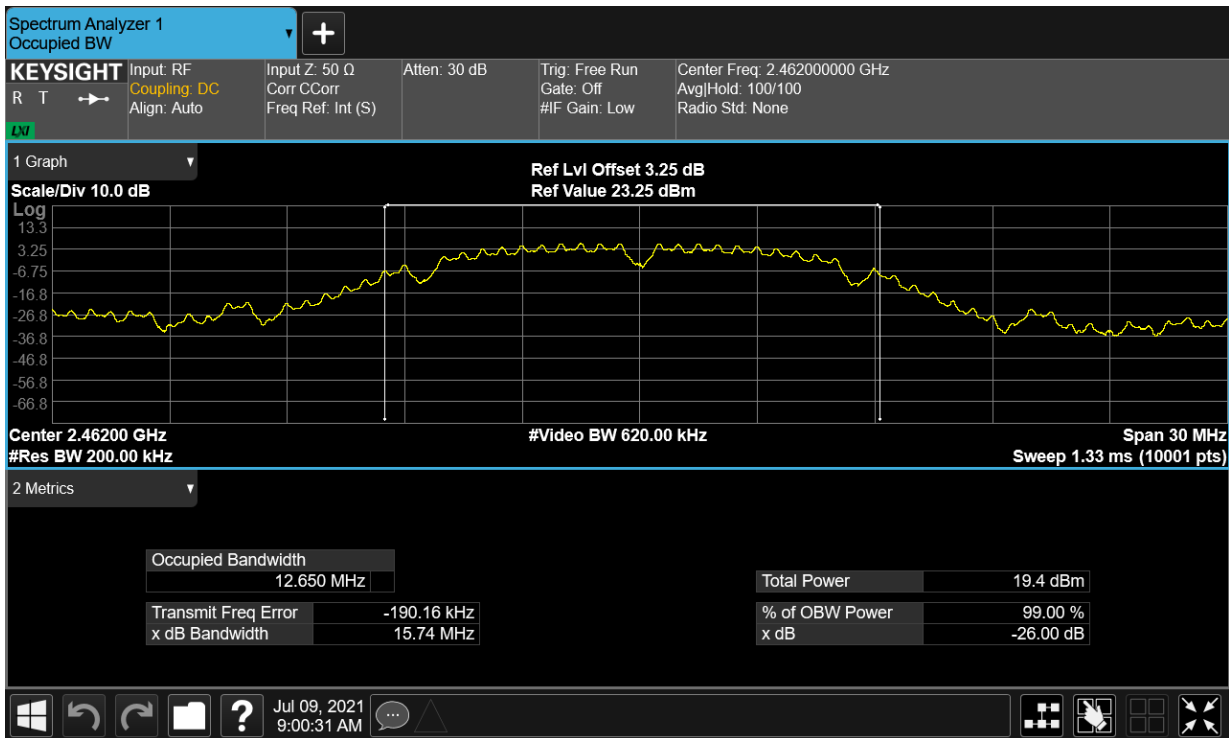 Spectrum Analyzer 1
Occupied BW
KEYSIGHT
R T
LXI
Input: RF
Coupling: DC
Align: Auto
Input Z: 50 Ω
Corr CCorr
Freq Ref: Int (S)
Atten: 30 dB
Trig: Free Run
Gate: Off
#IF Gain: Low
Center Freq: 2.462000000 GHz
Avg|Hold: 100/100
Radio Std: None
1 Graph
Ref Lvl Offset 3.25 dB
Scale/Div 10.0 dB
Ref Value 23.25 dBm
Log
13.3
3.25
-6.75
-16.8
-26.8
-36.8
-46.8
-56.8
-66.8
Center 2.46200 GHz
#Video BW 620.00 kHz
Span 30 MHz
#Res BW 200.00 kHz
Sweep 1.33 ms (10001 pts)
2 Metrics
Occupied Bandwidth
12.650 MHz
Total Power 19.4 dBm
Transmit Freq Error -190.16 kHz
% of OBW Power 99.00 %
x dB Bandwidth 15.74 MHz
x dB -26.00 dB
?
Jul 09, 2021
9:00:31 AM